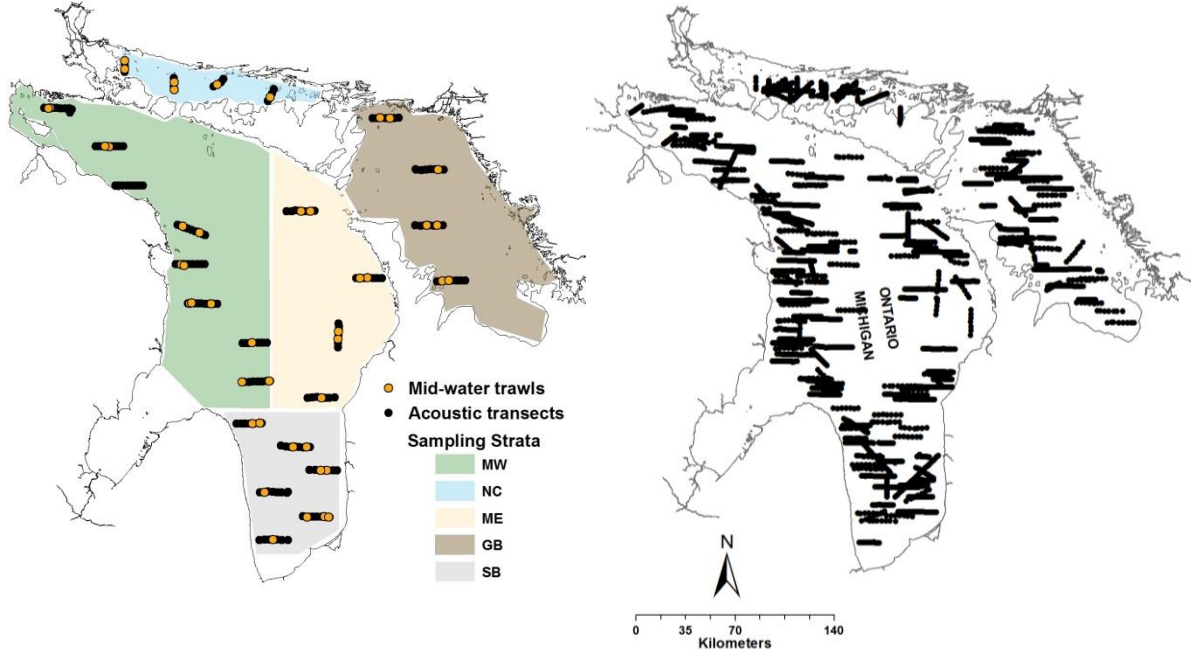 Mid-water trawls
Acoustic transects
Sampling Strata
MW
NC
ME
GB
SB
ONTARIO
MICHIGAN
N
0 35 70 140
Kilometers